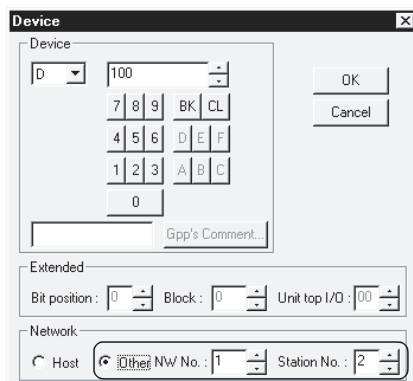 Device
Device
D 100
OK
7 8 9 BK CL
Cancel
4 5 6 D E F
1 2 3 A B C
0
Gpp's Comment...
Extended
Bit position : 0 Block : 0 Unit top I/O : 00
Network
Host Other NW No. : 1 Station No. : 2